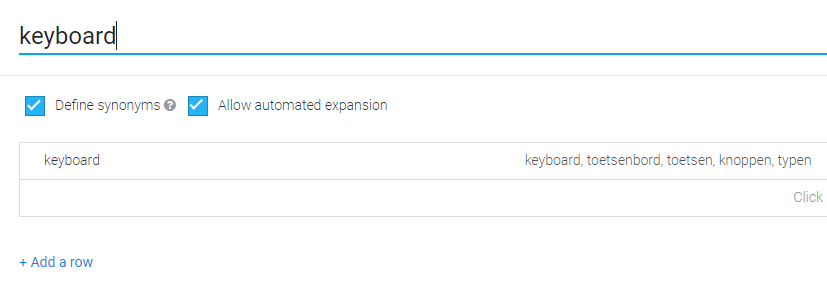 keyboard
Define synonyms ? Allow automated expansion
keyboard keyboard, toetsenbord, toetsen, knoppen, typen
Click
+ Add a row